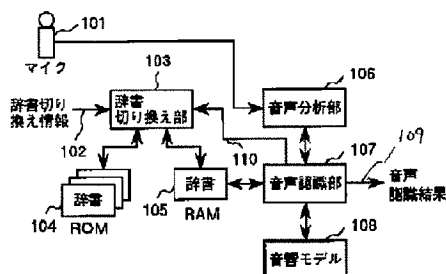 101
マイク
103
辞書切り
換え情報
102
辞書
切り換え部
106
音声分析部
110
107
109
音声認識部
音声
認識結果
104
辞書
ROM
105
辞書
RAM
108
音響モデル